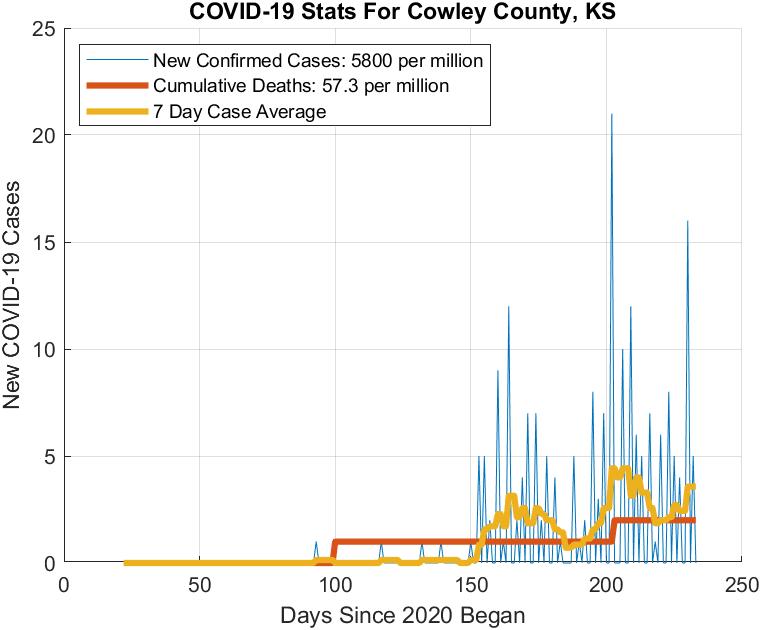 COVID-19 Stats For Cowley County, KS
25
20
15
10
5
0
New COVID-19 Cases
New Confirmed Cases: 5800 per million
Cumulative Deaths: 57.3 per million
7 Day Case Average
0
50
100
150
200
250
Days Since 2020 Began